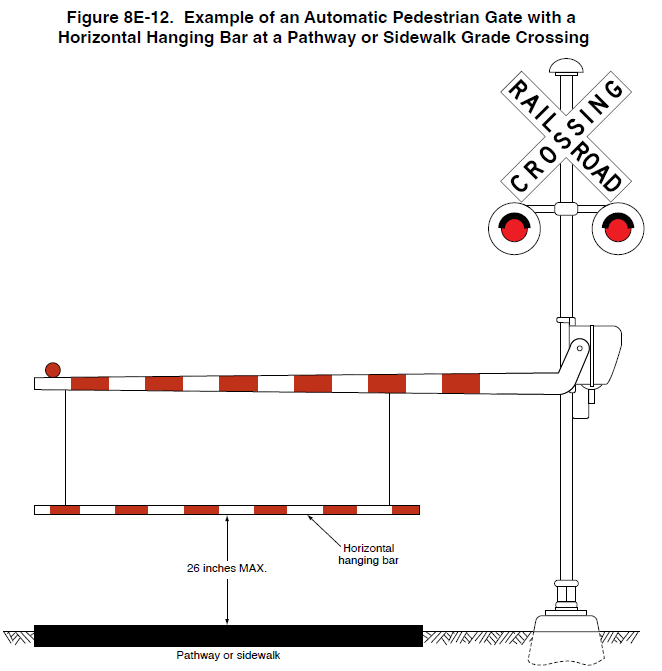 Figure 8E-12.  Example of an Automatic Pedestrian Gate with a
Horizontal Hanging Bar at a Pathway or Sidewalk Grade Crossing
RAILROAD
CROSSING
Horizontal
hanging bar
26 inches MAX.
Pathway or sidewalk